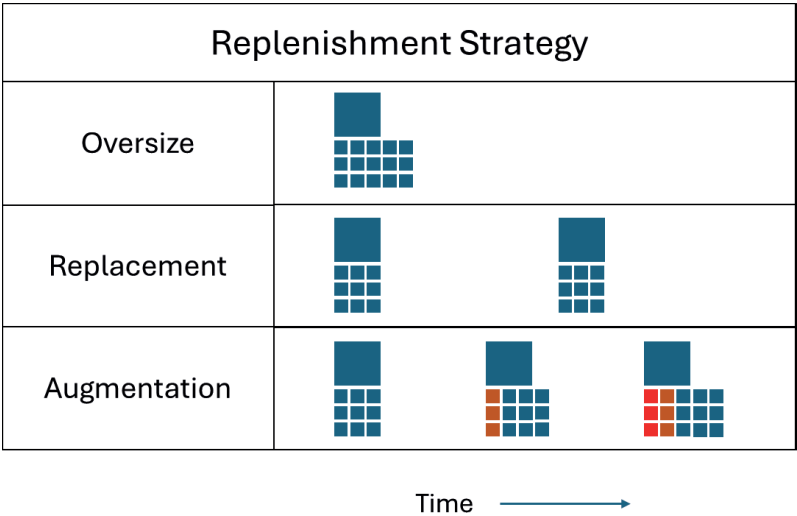 Replenishment Strategy
Oversize
Replacement
Augmentation
Time